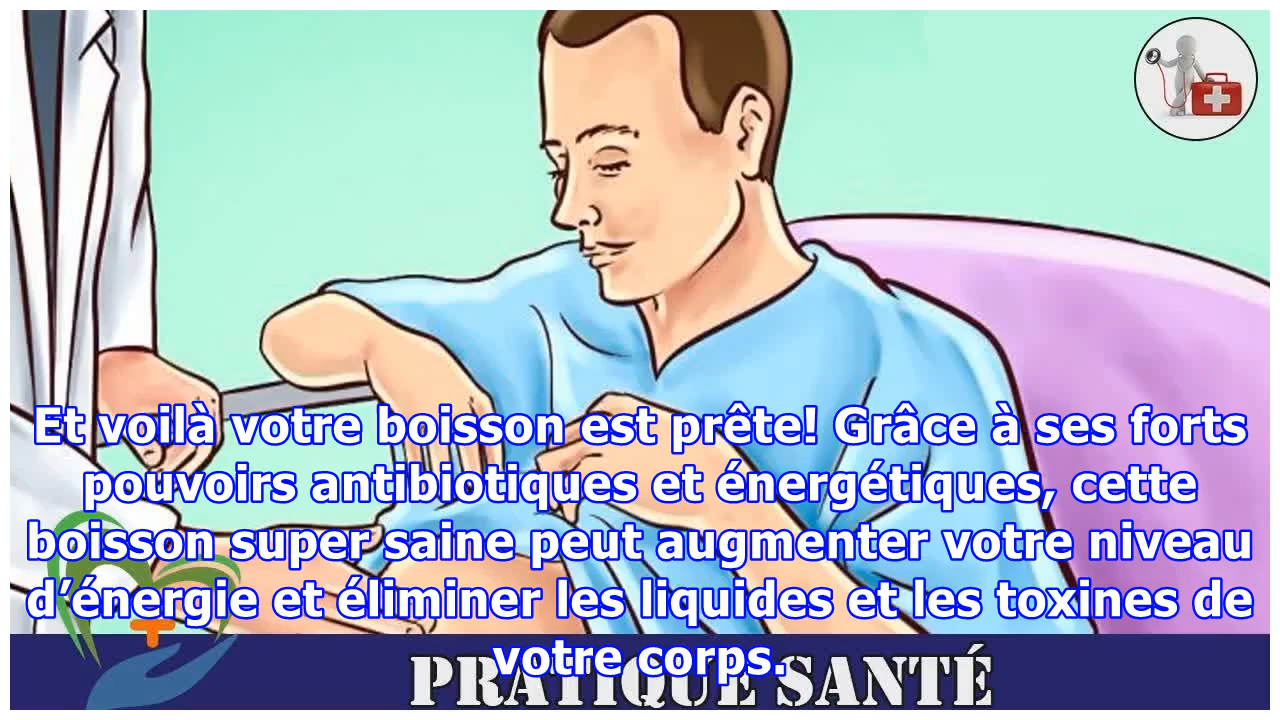 Et voilà votre boisson est prête! Grâce à ses forts
pouvoirs antibiotiques et énergétiques, cette
boisson super saine peut augmenter votre niveau
d’énergie et éliminer les liquides et les toxines de
votre corps.
PRATIQUE SANTÉ